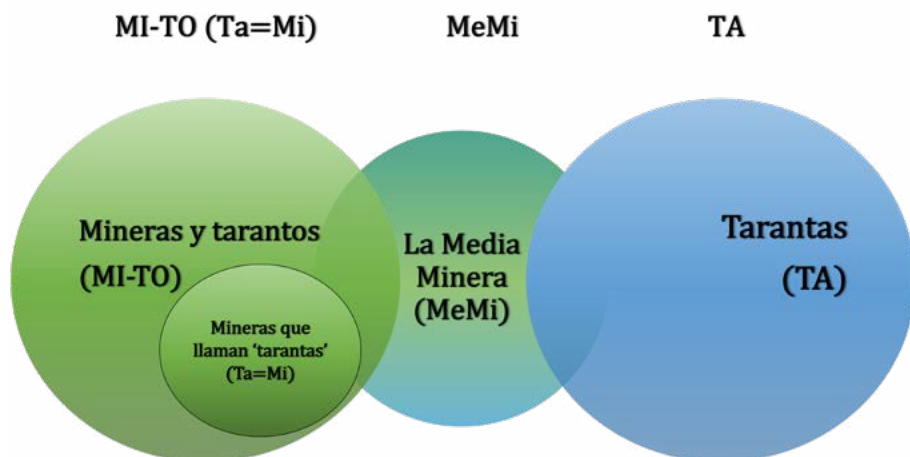 MI-TO (Ta=Mi) MeMi TA
Mineras y tarantos
(MI-TO)
Mineras que
llaman ‘tarantas’
(Ta=Mi)
La Media
Minera
(MeMi)
Tarantas
(TA)